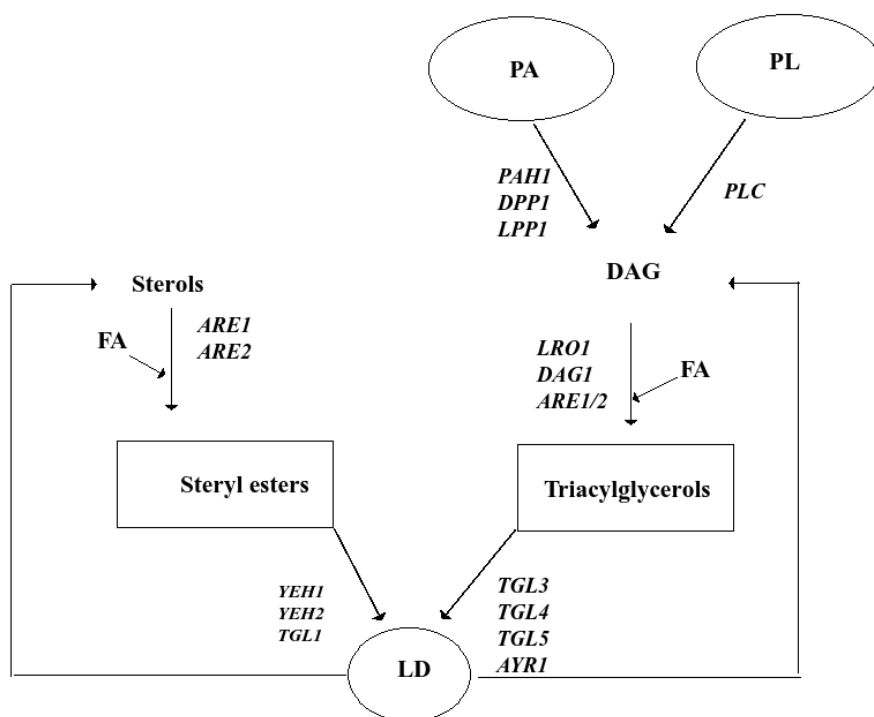 PA
PL
PAH1
DPP1
LPP1
PLC
Sterols
DAG
FA
ARE1
ARE2
LRO1
DAG1
ARE1/2
FA
Steryl esters
Triacylglycerols
YEH1
YEH2
TGL1
TGL3
TGL4
TGL5
AYR1
LD